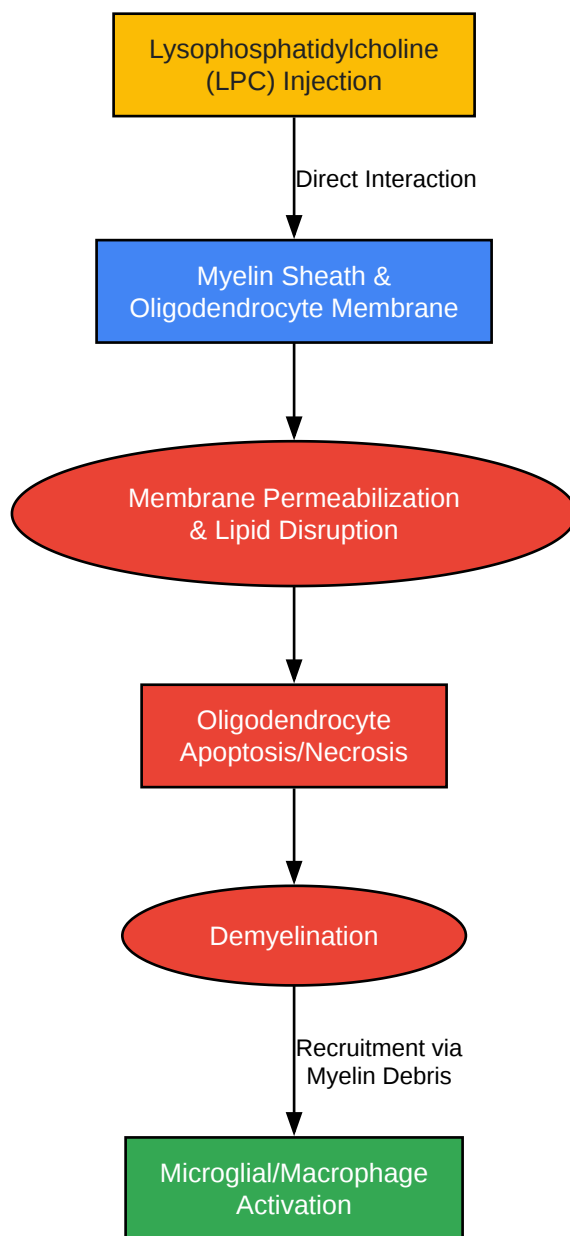 Lysophosphatidylcholine
(LPC) Injection
Direct Interaction
Myelin Sheath &
Oligodendrocyte Membrane
Membrane Permeabilization
& Lipid Disruption
Oligodendrocyte
Apoptosis/Necrosis
Demyelination
Recruitment via
Myelin Debris
Microglial/Macrophage
Activation